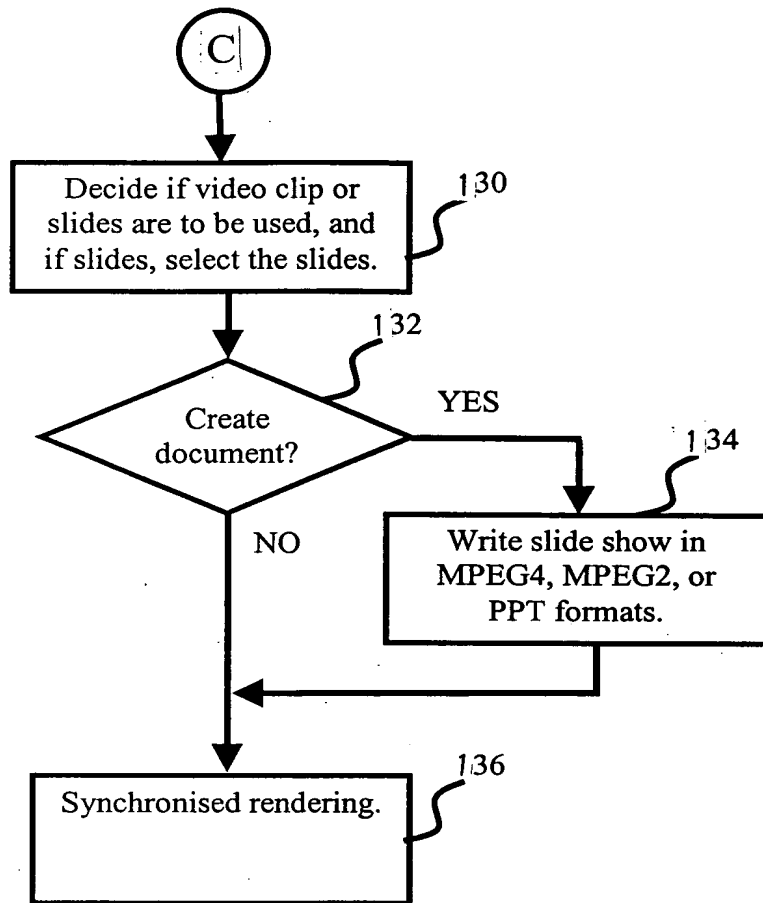 C
Decide if video clip or
slides are to be used, and
if slides, select the slides.
130
132
Create
document?
YES
134
NO
Write slide show in
MPEG4, MPEG2, or
PPT formats.
136
Synchronised rendering.